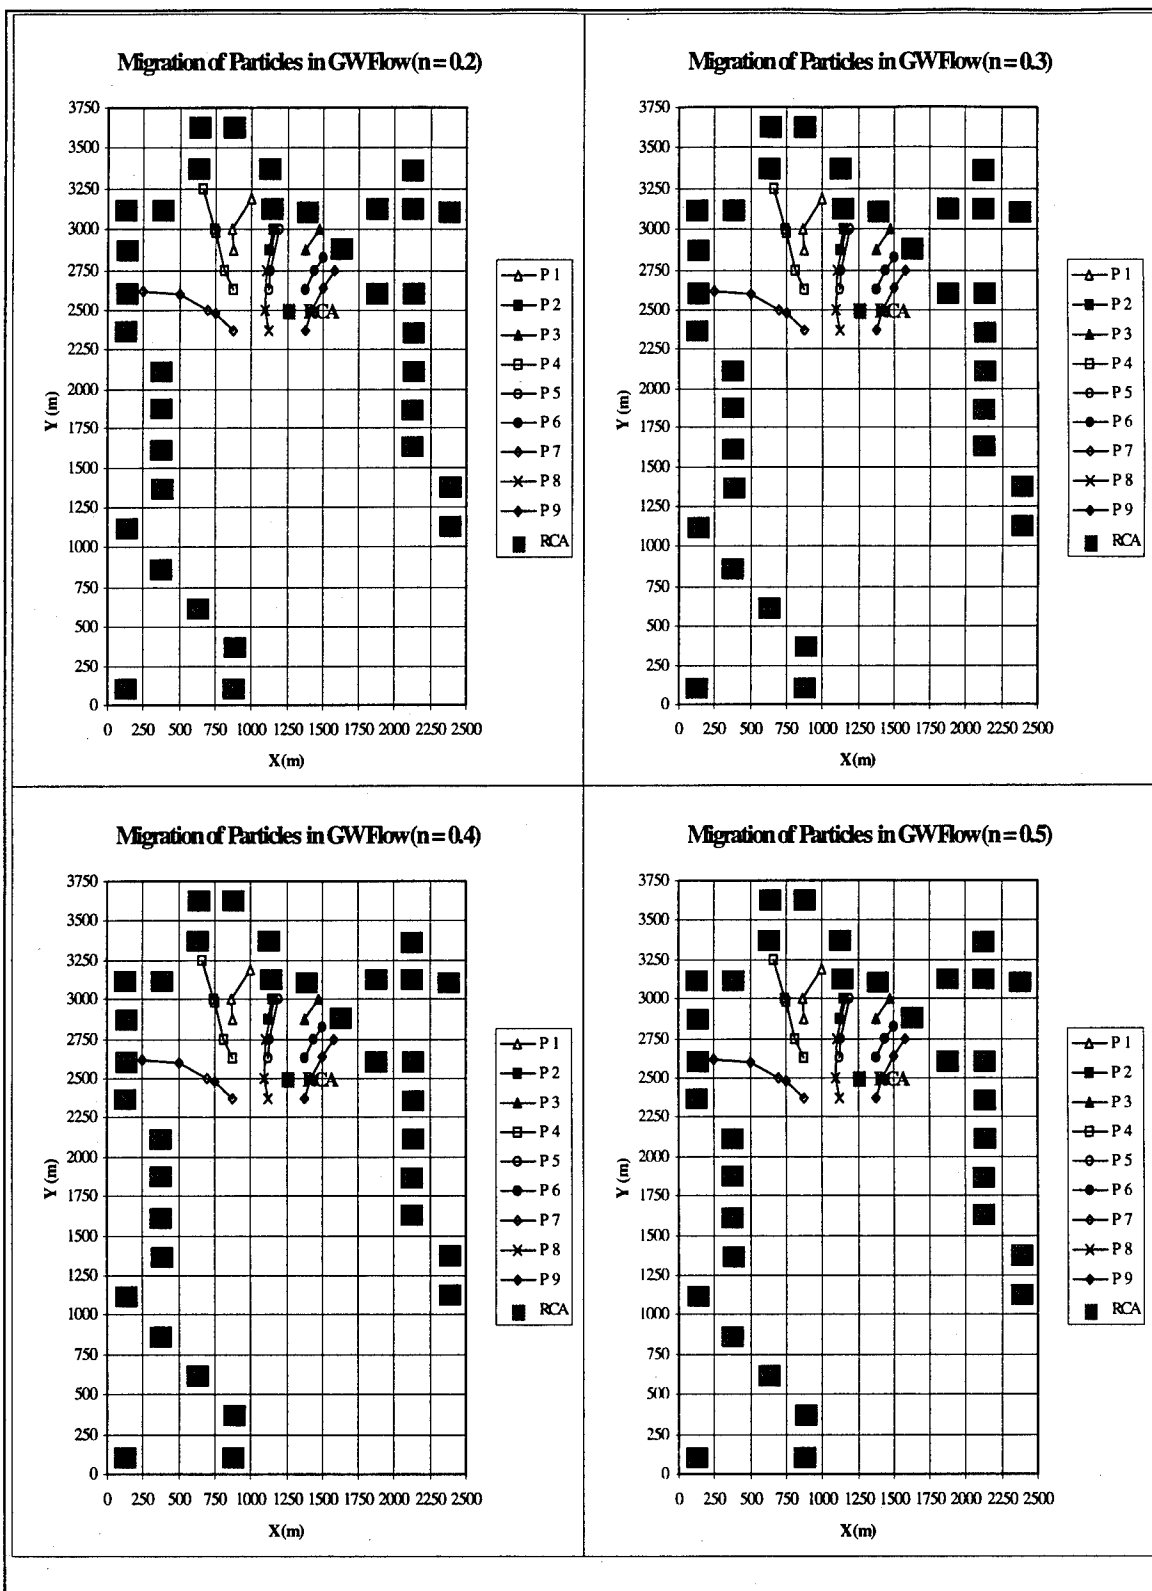 Migration of Particles in GW Flow (n = 0.2)
3750
3500
3250
3000
2750
2500
2250
2000
1750
1500
1250
1000
750
500
250
0
Y (m)
0 250 500 750 1000 1250 1500 1750 2000 2250 2500
X (m)
RCA
P 1
P 2
P 3
P 4
P 5
P 6
P 7
P 8
P 9
RCA
Migration of Particles in GW Flow (n = 0.3)
3750
3500
3250
3000
2750
2500
2250
2000
1750
1500
1250
1000
750
500
250
0
Y (m)
0 250 500 750 1000 1250 1500 1750 2000 2250 2500
X (m)
RCA
P 1
P 2
P 3
P 4
P 5
P 6
P 7
P 8
P 9
RCA
Migration of Particles in GW Flow (n = 0.4)
3750
3500
3250
3000
2750
2500
2250
2000
1750
1500
1250
1000
750
500
250
0
Y (m)
0 250 500 750 1000 1250 1500 1750 2000 2250 2500
X (m)
RCA
P 1
P 2
P 3
P 4
P 5
P 6
P 7
P 8
P 9
RCA
Migration of Particles in GW Flow (n = 0.5)
3750
3500
3250
3000
2750
2500
2250
2000
1750
1500
1250
1000
750
500
250
0
Y (m)
0 250 500 750 1000 1250 1500 1750 2000 2250 2500
X (m)
RCA
P 1
P 2
P 3
P 4
P 5
P 6
P 7
P 8
P 9
RCA